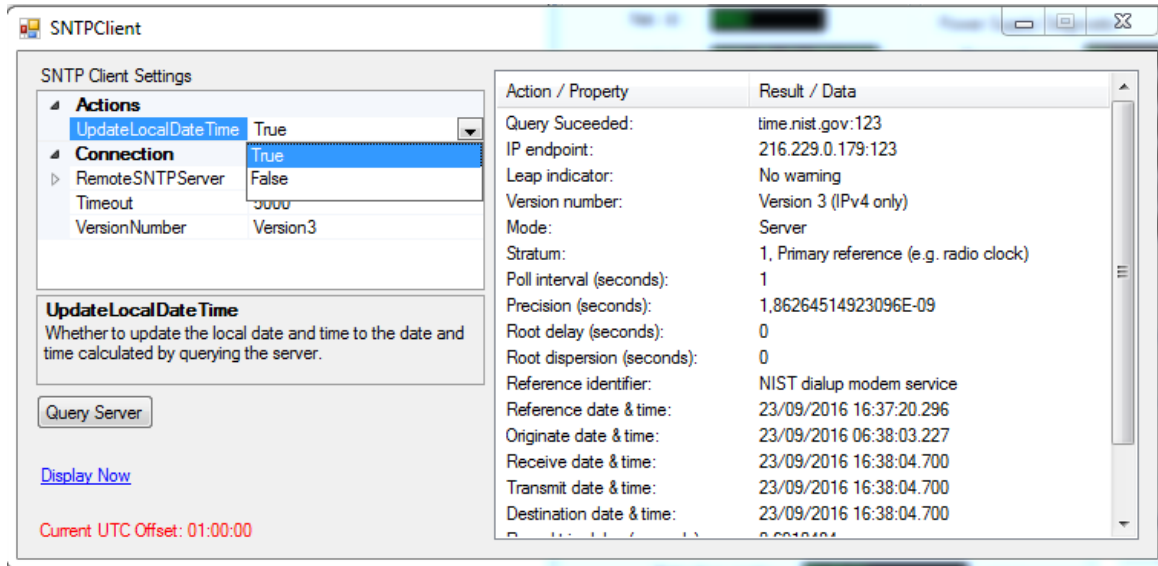 SNTPClient
SNTP Client Settings
Actions
UpdateLocalDateTime True
True
False
Connection
RemoteSNTPServer
Timeout 5000
VersionNumber Version3
UpdateLocalDateTime
Whether to update the local date and time to the date and
time calculated by querying the server.
Query Server
Display Now
Current UTC Offset: 01:00:00
Action / Property Result / Data
Query Suceeded: time.nist.gov:123
IP endpoint: 216.229.0.179:123
Leap indicator: No warning
Version number: Version 3 (IPv4 only)
Mode: Server
Stratum: 1, Primary reference (e.g. radio clock)
Poll interval (seconds): 1
Precision (seconds): 1,86264514923096E-09
Root delay (seconds): 0
Root dispersion (seconds): 0
Reference identifier: NIST dialup modem service
Reference date & time: 23/09/2016 16:37:20.296
Originate date & time: 23/09/2016 06:38:03.227
Receive date & time: 23/09/2016 16:38:04.700
Transmit date & time: 23/09/2016 16:38:04.700
Destination date & time: 23/09/2016 16:38:04.700